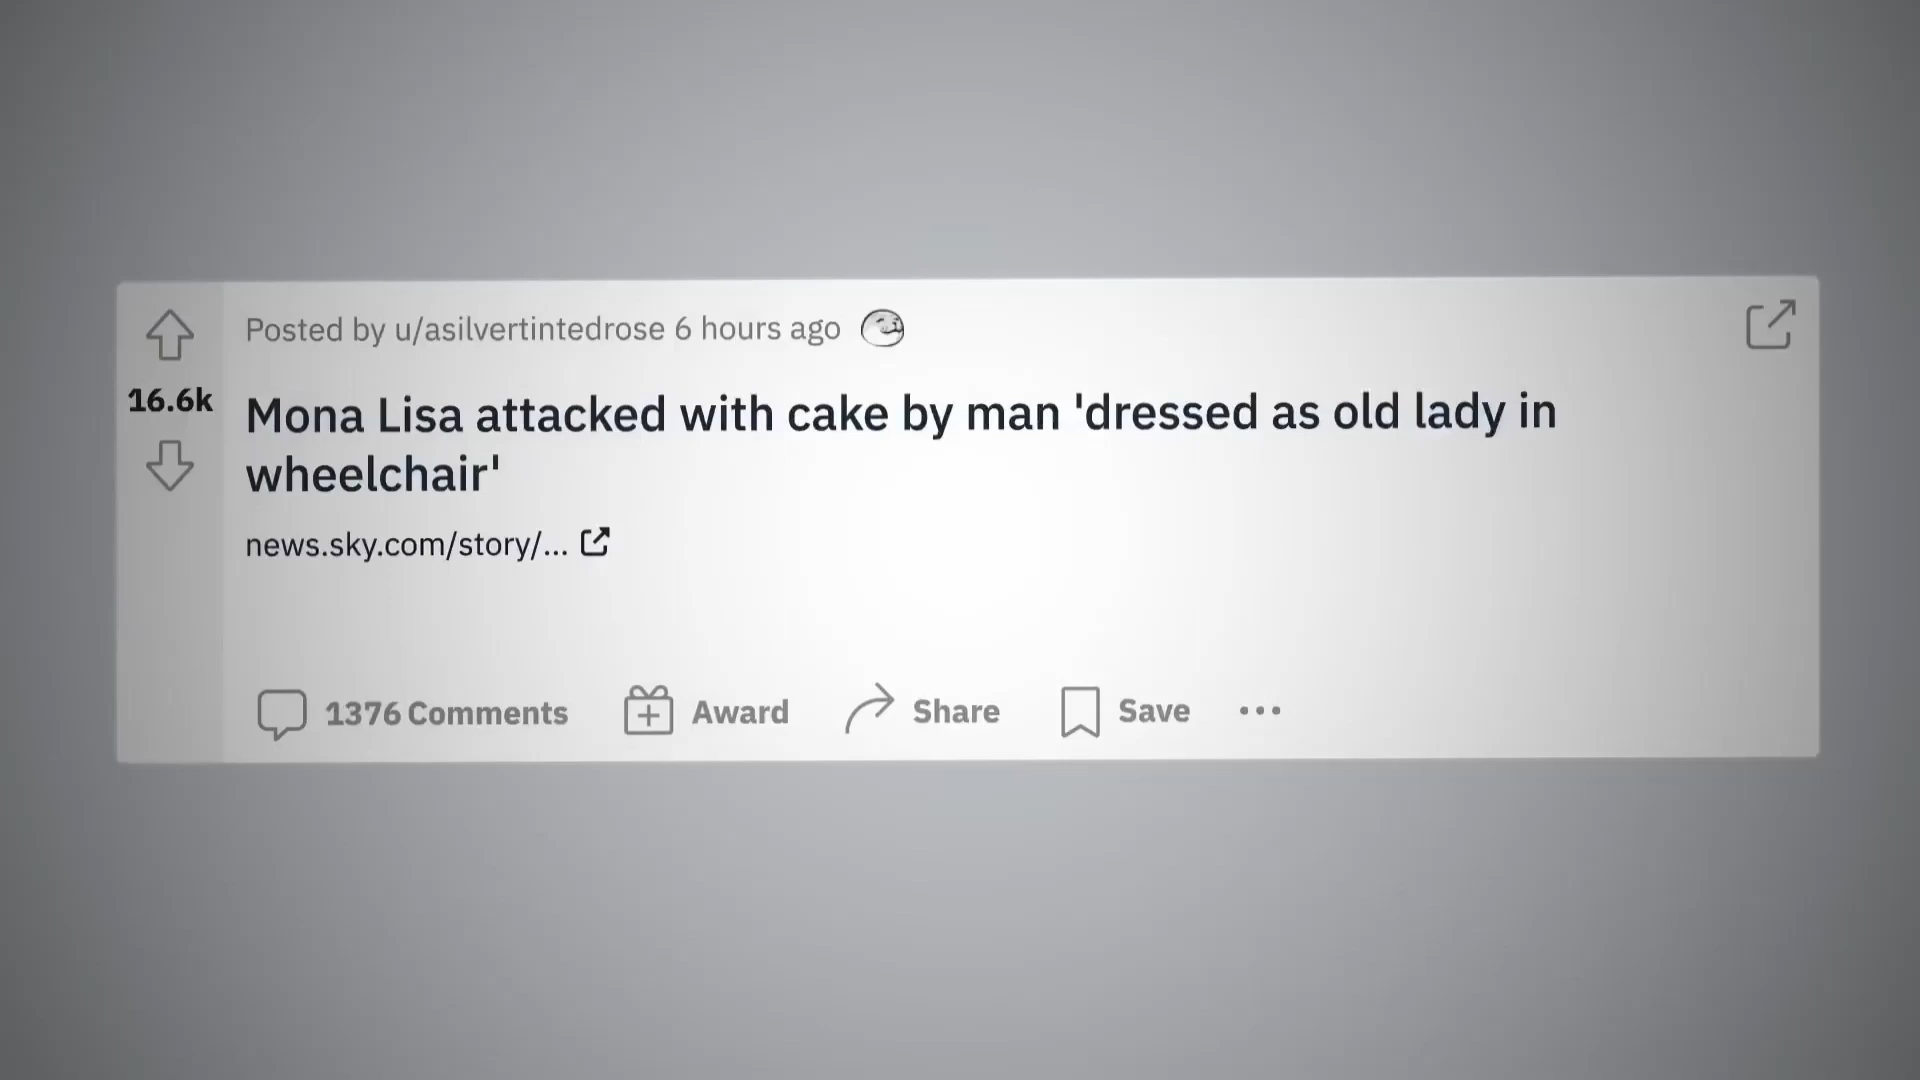 Posted by u/asilvertintedrose 6 hours ago
16.6k
Mona Lisa attacked with cake by man 'dressed as old lady in
wheelchair'
news.sky.com/story/...
1376 Comments Award Share Save